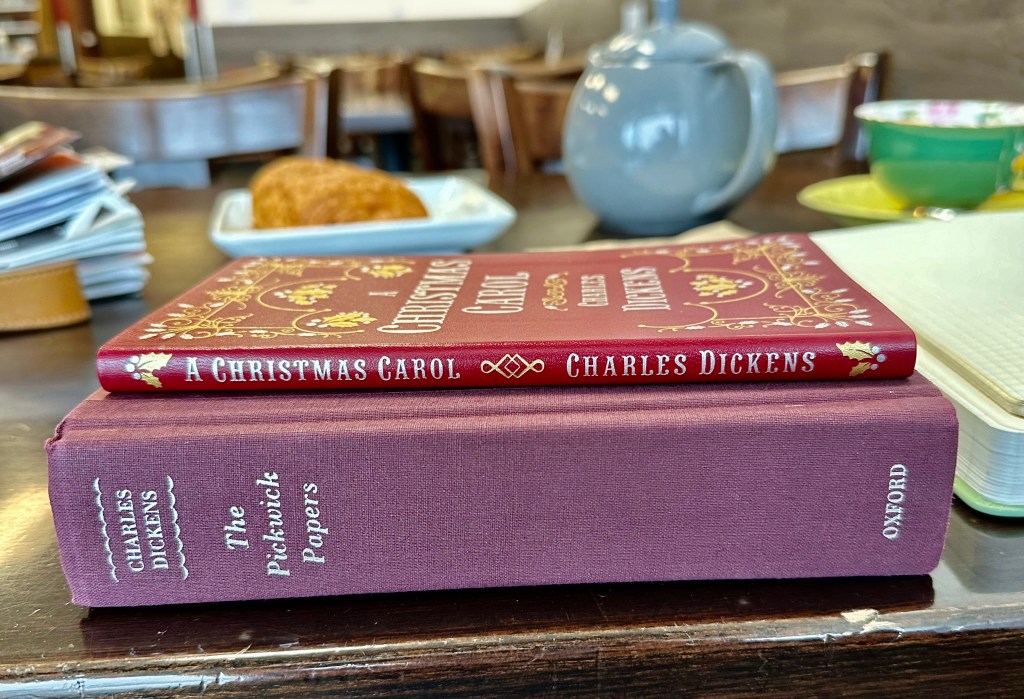 A
CHRISTMAS
CAROL
CHARLES
DICKENS
A CHRISTMAS CAROL CHARLES DICKENS
CHARLES
DICKENS
The
Pickwick
Papers
OXFORD